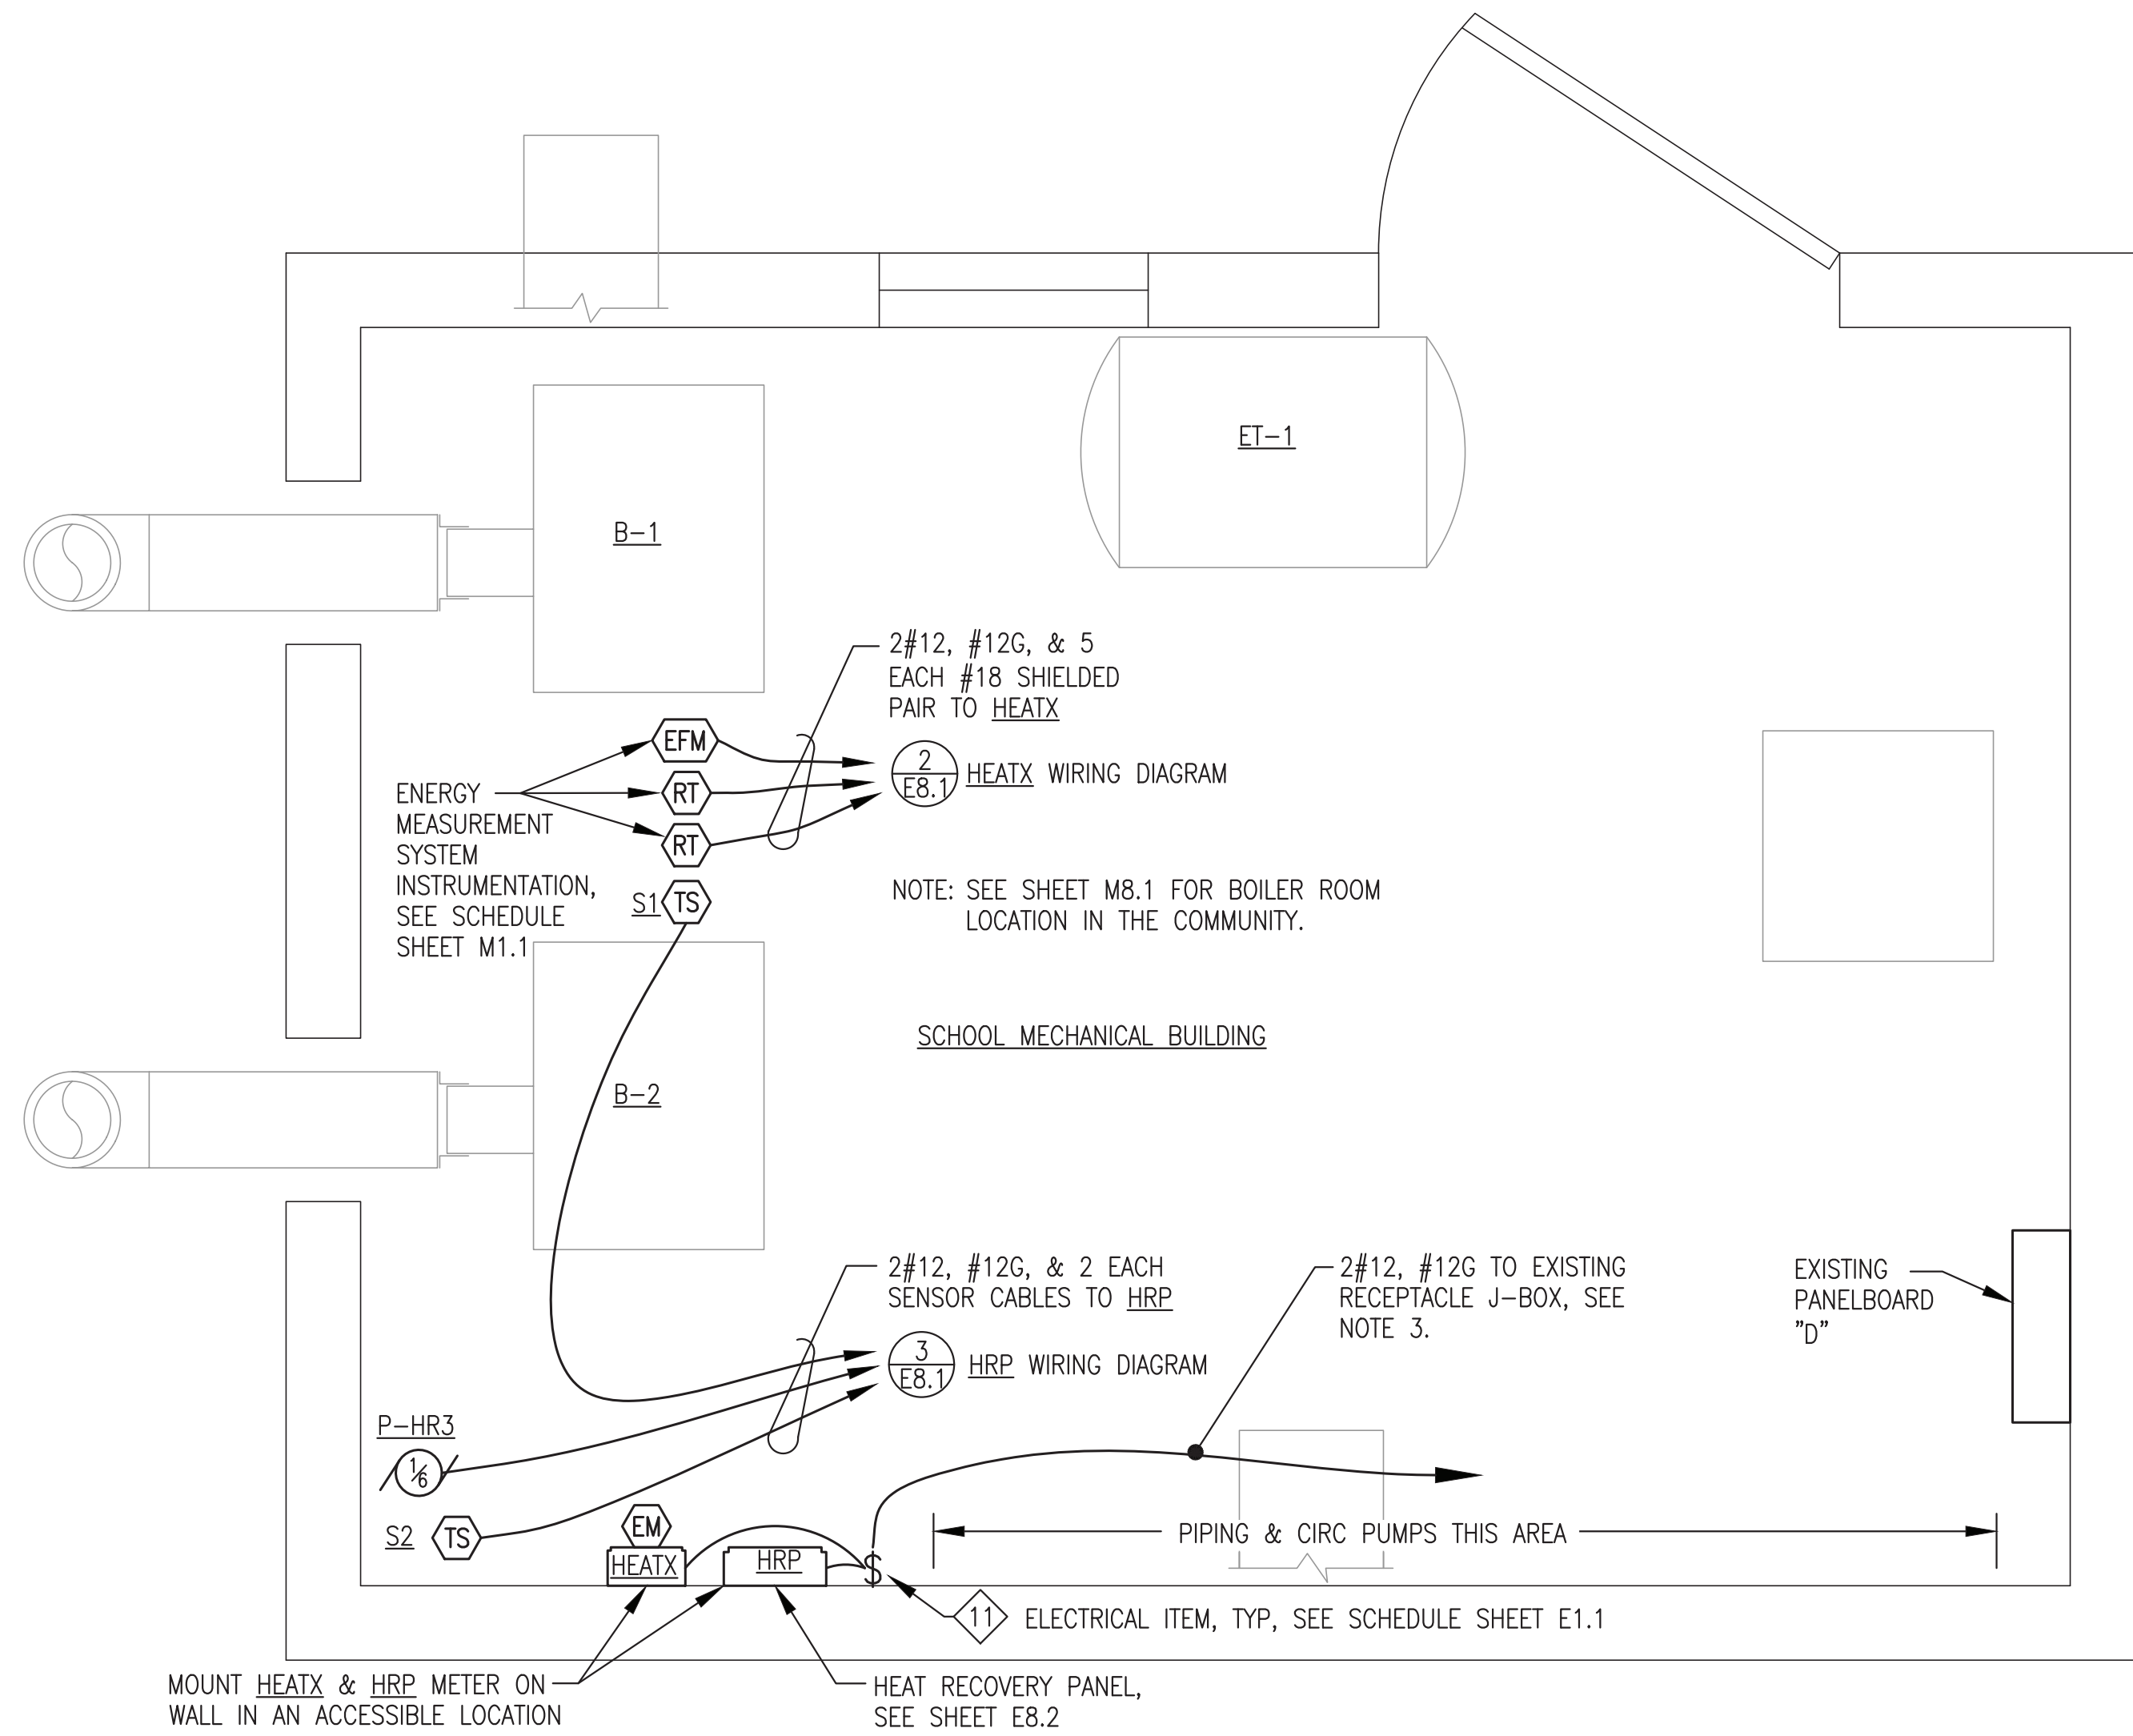 ET-1
B-1
2#12, #12G, & 5
EACH #18 SHIELDED
PAIR TO HEATX
EFM
RT
RT
2
E8.1
HEATX WIRING DIAGRAM
ENERGY
MEASUREMENT
SYSTEM
INSTRUMENTATION,
SEE SCHEDULE
SHEET M1.1
S1
TS
NOTE: SEE SHEET M8.1 FOR BOILER ROOM
LOCATION IN THE COMMUNITY.
SCHOOL MECHANICAL BUILDING
B-2
2#12, #12G, & 2 EACH
SENSOR CABLES TO HRP
3
E8.1
HRP WIRING DIAGRAM
2#12, #12G TO EXISTING
RECEPTACLE J-BOX, SEE
NOTE 3.
EXISTING
PANELBOARD
"D"
P-HR3
1/6
S2
TS
EM
HEATX
HRP
$
PIPING & CIRC PUMPS THIS AREA
11
ELECTRICAL ITEM, TYP, SEE SCHEDULE SHEET E1.1
MOUNT HEATX & HRP METER ON
WALL IN AN ACCESSIBLE LOCATION
HEAT RECOVERY PANEL,
SEE SHEET E8.2